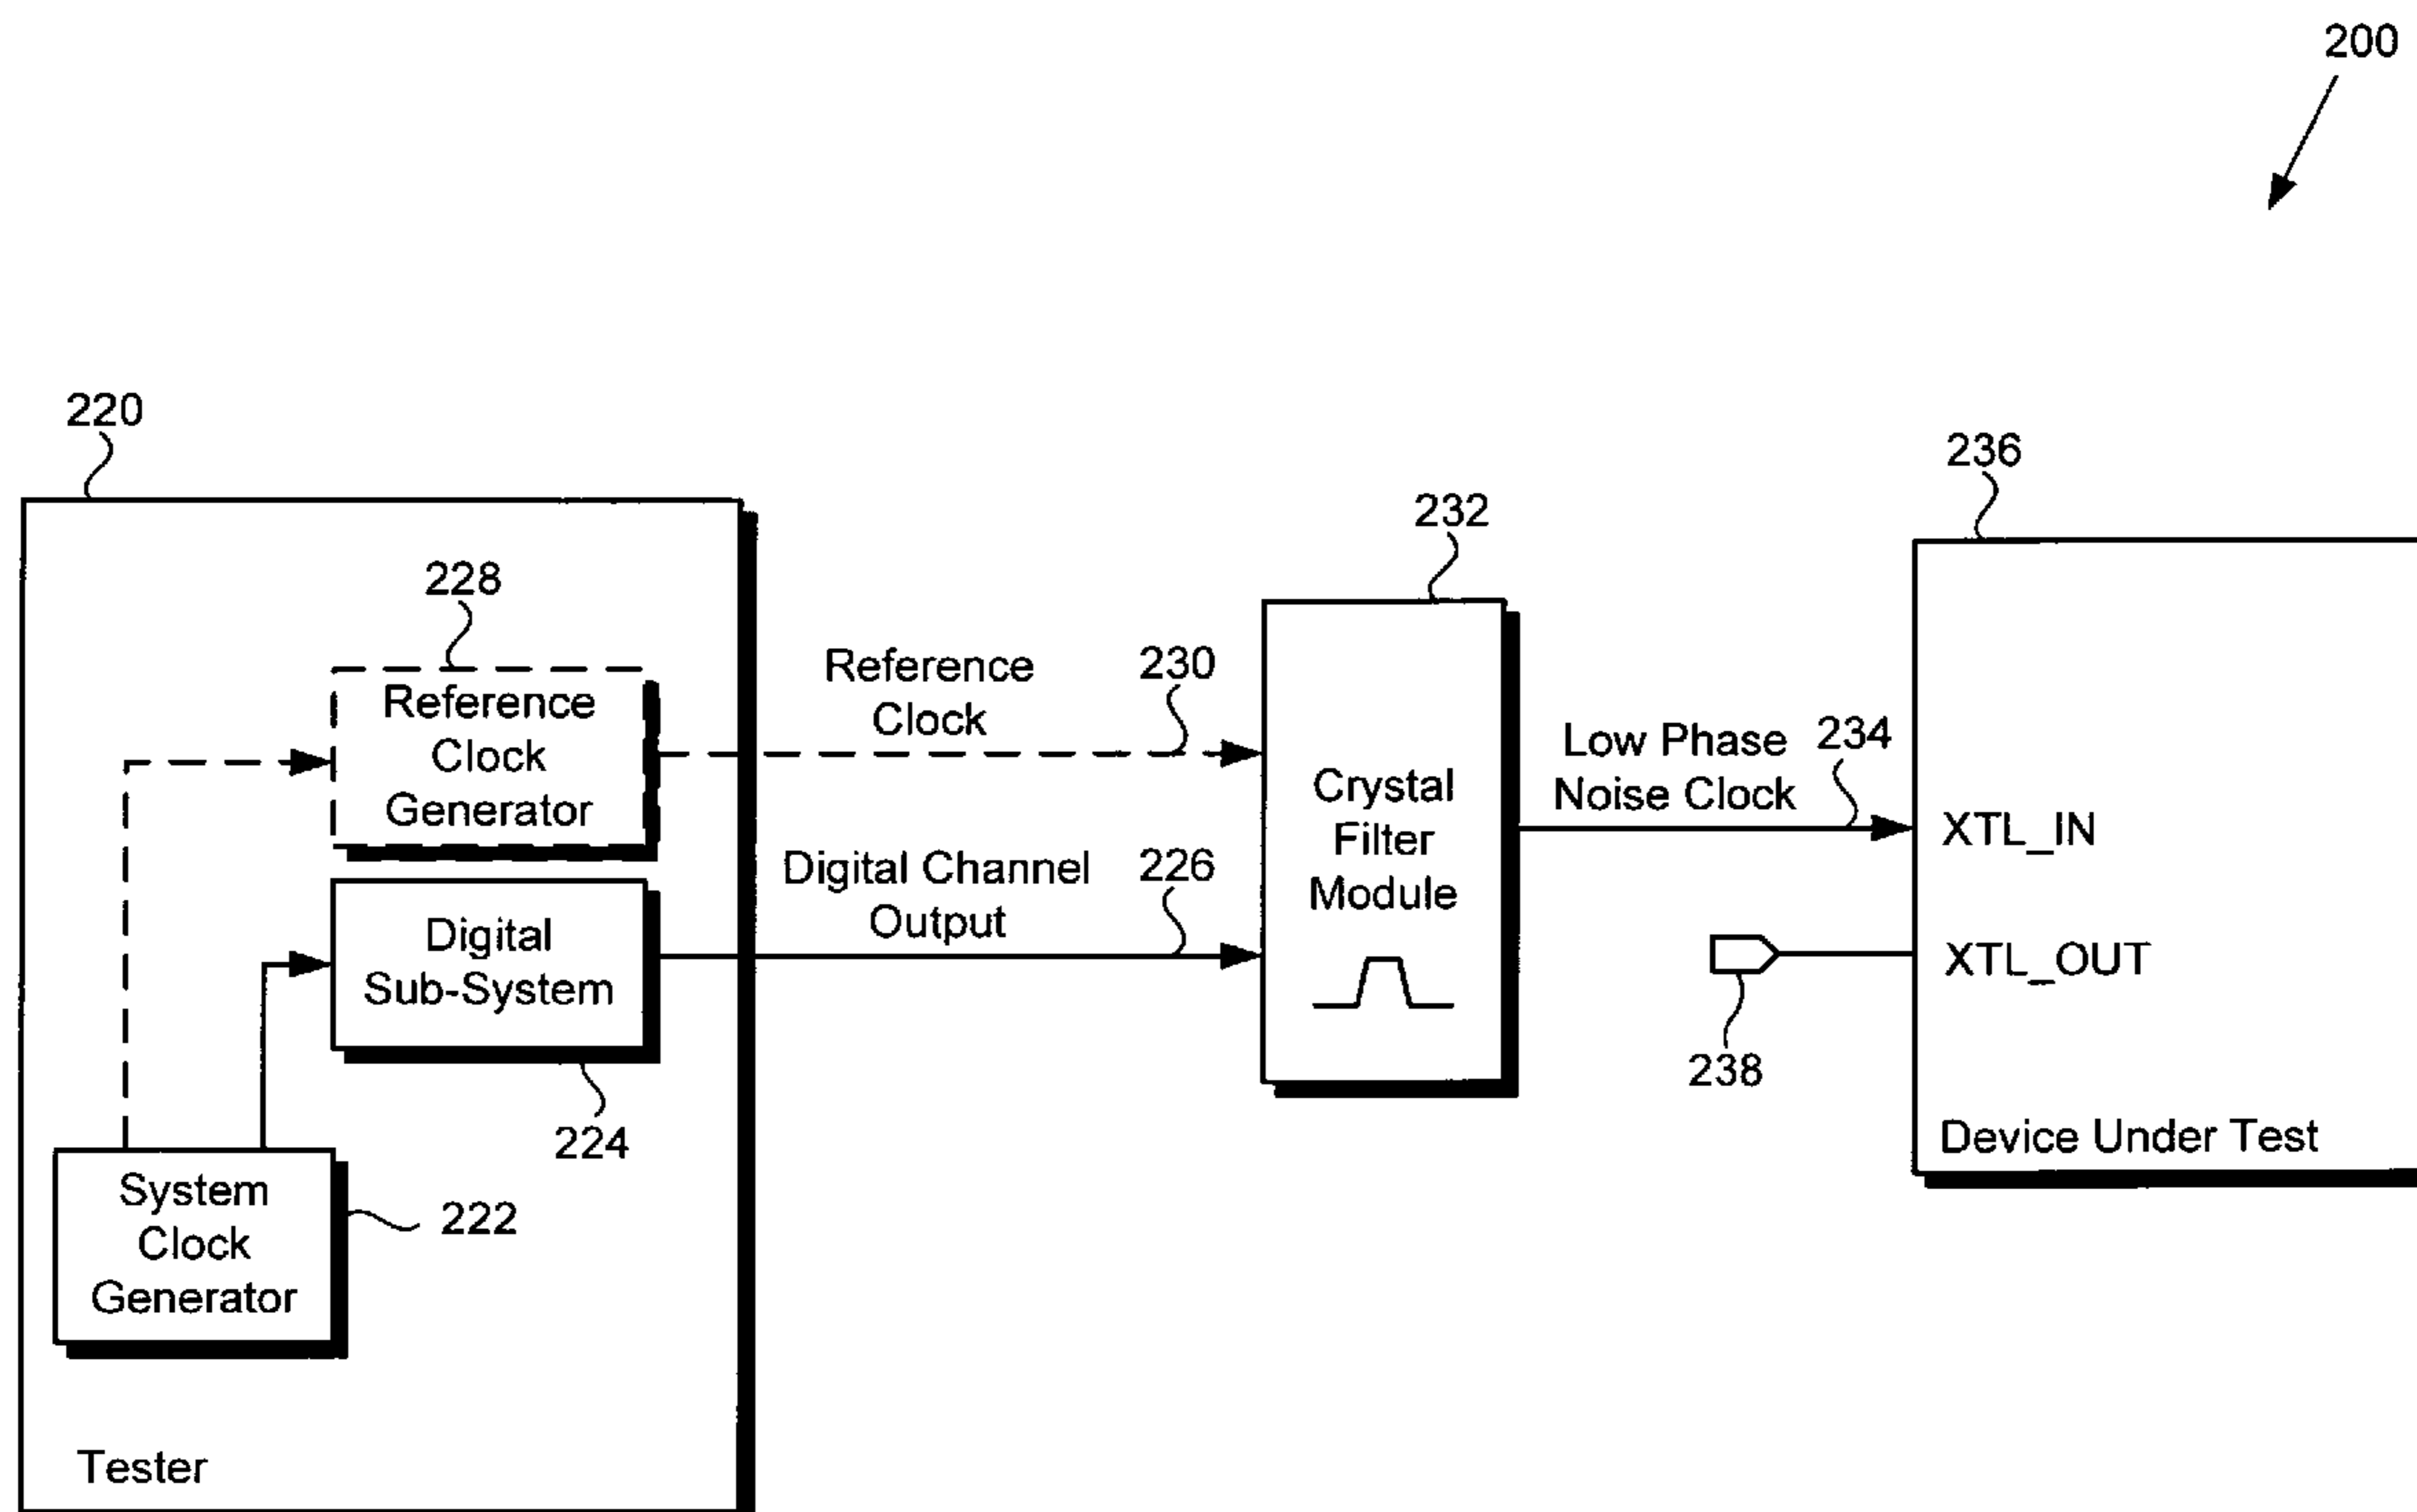 200
220
228
Reference
Clock
Generator
Reference
Clock
230
Digital
Sub-System
224
Digital Channel
Output
226
System
Clock
Generator
222
Tester
232
Crystal
Filter
Module
Low Phase
Noise Clock
234
236
XTL_IN
XTL_OUT
238
Device Under Test